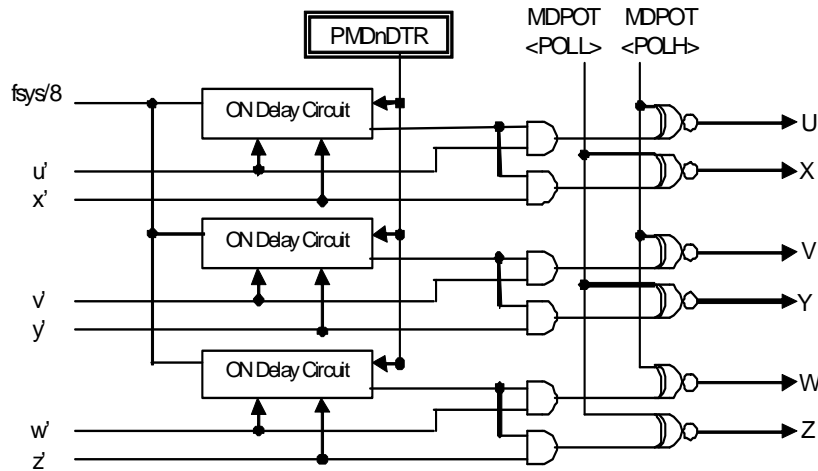 PMDnDTR
MDPOT
<POLL>
MDPOT
<POLH>
fsys/8
ON Delay Circuit
U
u'
X
x'
ON Delay Circuit
V
v'
Y
y'
ON Delay Circuit
W
w'
Z
z'